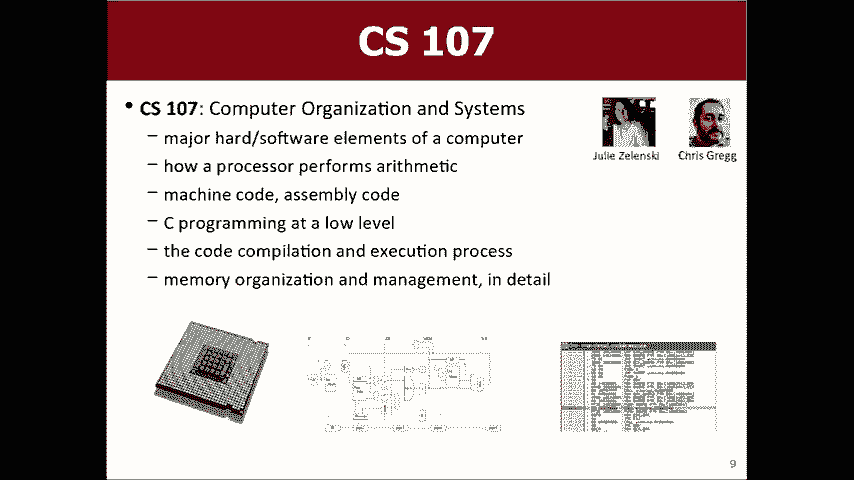 CS 107
• CS 107: Computer Organization and Systems
– major hard/software elements of a computer
– how a processor performs arithmetic
– machine code, assembly code
– C programming at a low level
– the code compilation and execution process
– memory organization and management, in detail
Julie Zelenski
Chris Gregg
9